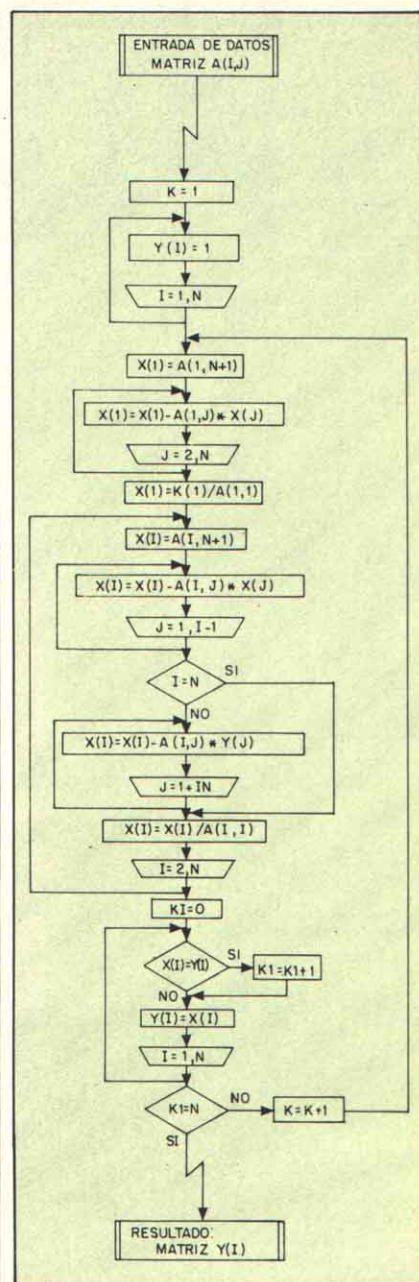 ENTRADA DE DATOS
MATRIZ A(I,J)
K = 1
Y(I) = 1
I = 1, N
X(1)=A(1,N+1)
X(1)=X(1)-A(1,J)* X(J)
J = 2, N
X(1)=K(1)/A(1,1)
X(I)=A(I,N+1)
X(I)=X(I)-A(I,J)* X(J)
J = 1, I-1
I = N
SI
NO
X(I)=X(I)-A(I,J)* Y(J)
J=1+IN
X(I)=X(I)/A(I,I)
I = 2, N
KI=0
X(I)=Y(I)
SI
K1=K1+1
NO
Y(I)=X(I)
I = 1, N
K1=N
NO
K = K+1
SI
RESULTADO:
MATRIZ Y(I)